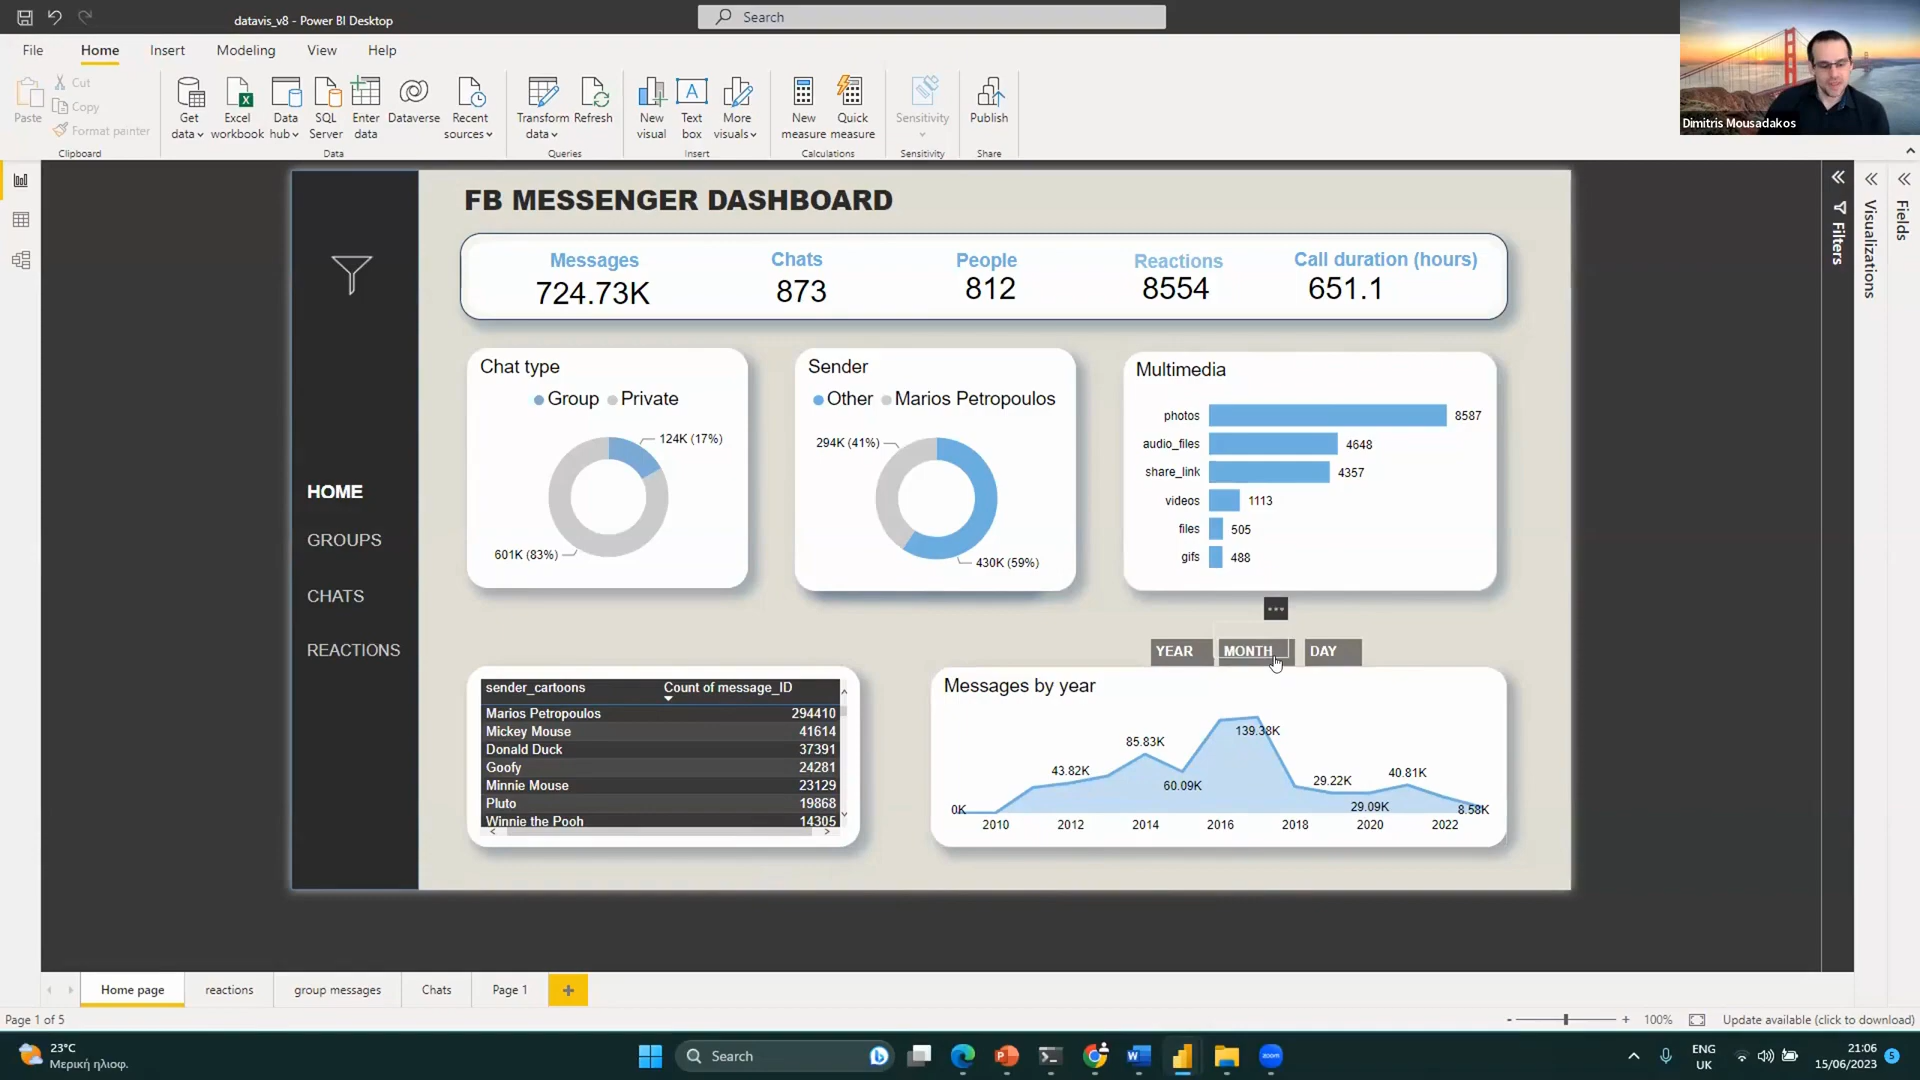 datavis_v8 - Power BI Desktop
Search
File
Home
Insert
Modeling
View
Help
Paste
Cut
Copy
Format painter
Clipboard
Get data
Excel workbook
Data hub
SQL Server
Enter data
Dataverse
Recent sources
Data
Transform data
Refresh
Queries
New visual
Text box
More visuals
Insert
New measure
Quick measure
Calculations
Sensitivity
Sensitivity
Publish
Share
Dimitris Mousadakos
Filters
Visualizations
Fields
FB MESSENGER DASHBOARD
Messages
724.73K
Chats
873
People
812
Reactions
8554
Call duration (hours)
651.1
HOME
GROUPS
CHATS
REACTIONS
Chat type
Group Private
124K (17%)
601K (83%)
Sender
Other Marios Petropoulos
294K (41%)
430K (59%)
Multimedia
photos 8587
audio_files 4648
share_link 4357
videos 1113
files 505
gifs 488
YEAR
MONTH
DAY
sender_cartoons Count of message_ID
Marios Petropoulos 294410
Mickey Mouse 41614
Donald Duck 37391
Goofy 24281
Minnie Mouse 23129
Pluto 19868
Winnie the Pooh 14305
Messages by year
0K
43.82K
85.83K
60.09K
139.38K
29.22K
29.09K
40.81K
8.58K
2010 2012 2014 2016 2018 2020 2022
Home page
reactions
group messages
Chats
Page 1
Page 1 of 5
100%
Update available (click to download)
23°C
Μερική ηλιοφ.
Search
zoom
ENG
UK
21:06
15/06/2023
5